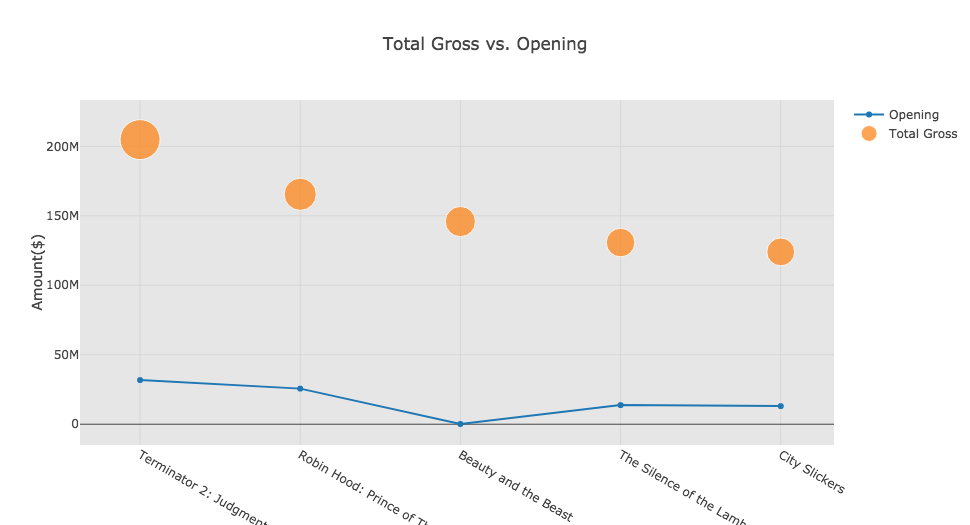 Total Gross vs. Opening
Opening
Total Gross
Amount($)
200M
150M
100M
50M
0
Terminator 2: Judgment
Robin Hood: Prince of
Beauty and the Beast
The Silence of the Lamb
City Slickers